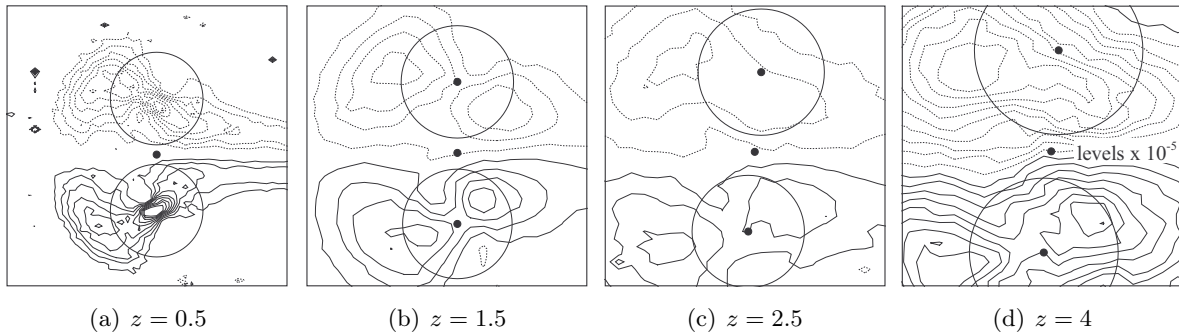 levels x 10⁻⁵
(a) z = 0.5
(b) z = 1.5
(c) z = 2.5
(d) z = 4